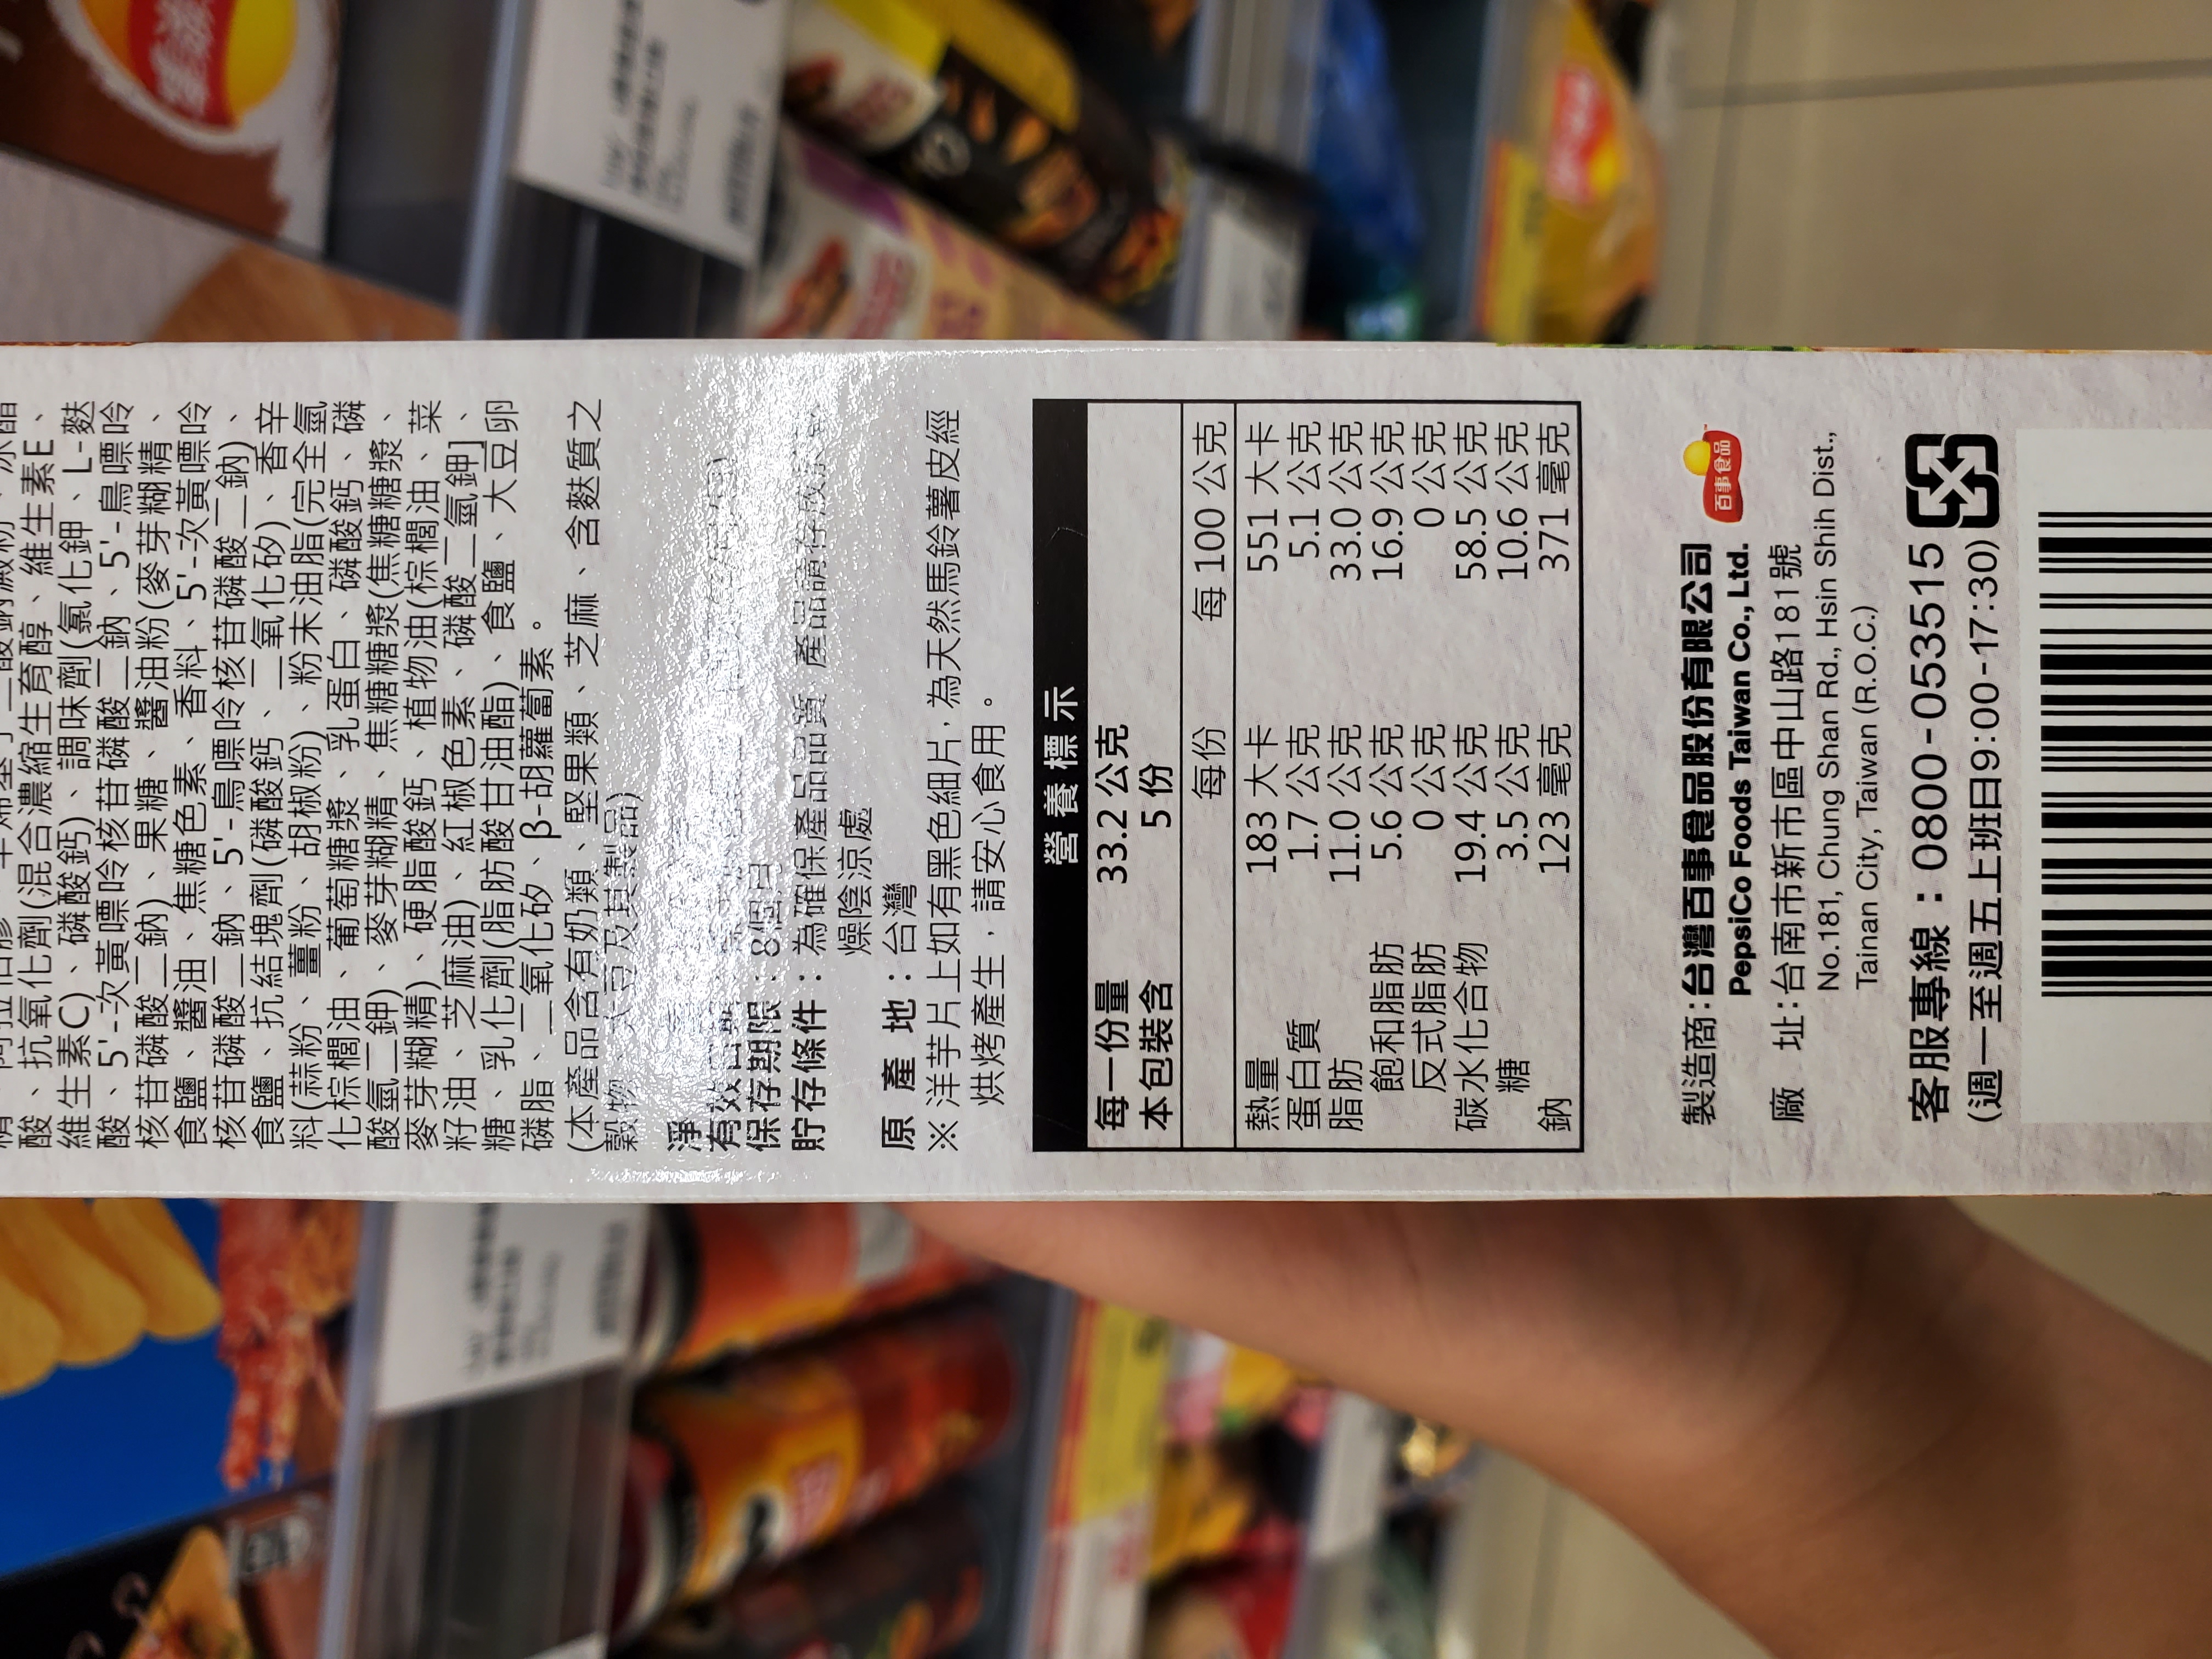 酸、抗氧化劑(混合濃縮生育醇、維生素E、
維生素C)、磷酸鈣)、調味劑(氯化鉀、L-麩
酸、5'-次黃嘌呤核苷磷酸二鈉、5'-鳥嘌呤
核苷磷酸二鈉)、果糖、醬油粉(麥芽糊精、
食鹽、醬油、焦糖色素、香料、5'-次黃嘌呤
核苷磷酸二鈉、5'-鳥嘌呤核苷磷酸二鈉)、
食鹽、抗結塊劑(磷酸鈣、二氧化矽)、香辛
料(蒜粉、薑粉、胡椒粉)、粉末油脂(完全氫
化棕櫚油、葡萄糖漿、乳蛋白、磷酸鈣、磷
酸氫二鉀)、麥芽糊精、焦糖糖漿(焦糖糖漿、
麥芽糊精)、硬脂酸鈣、植物油(棕櫚油、菜
籽油、芝麻油)、紅椒色素、磷酸二氫鉀]、
糖、乳化劑(脂肪酸甘油酯)、食鹽、大豆卵
磷脂、二氧化矽、β-胡蘿蔔素。
(本產品含有奶類、堅果類、芝麻、含麩質之
穀物、大豆及其製品)
淨
有效日期:
保存期限:8個月
貯存條件:為確保產品品質 產品請存放於
燥陰涼處
原產地:台灣
※洋芋片上如有黑色細片,為天然馬鈴薯皮經
烘烤產生,請安心食用。
營養標示
每一份量 33.2 公克
本包裝含 5 份
每份 每 100 公克
熱量 183 大卡 551 大卡
蛋白質 1.7 公克 5.1 公克
脂肪 11.0 公克 33.0 公克
飽和脂肪 5.6 公克 16.9 公克
反式脂肪 0 公克 0 公克
碳水化合物 19.4 公克 58.5 公克
糖 3.5 公克 10.6 公克
鈉 123 毫克 371 毫克
製造商:台灣百事食品股份有限公司
PepsiCo Foods Taiwan Co., Ltd.
百事食品
廠 址:台南市新市區中山路181號
No.181, Chung Shan Rd., Hsin Shih Dist.,
Tainan City, Taiwan (R.O.C.)
客服專線:0800-053515
(週一至週五上班日9:00-17:30)